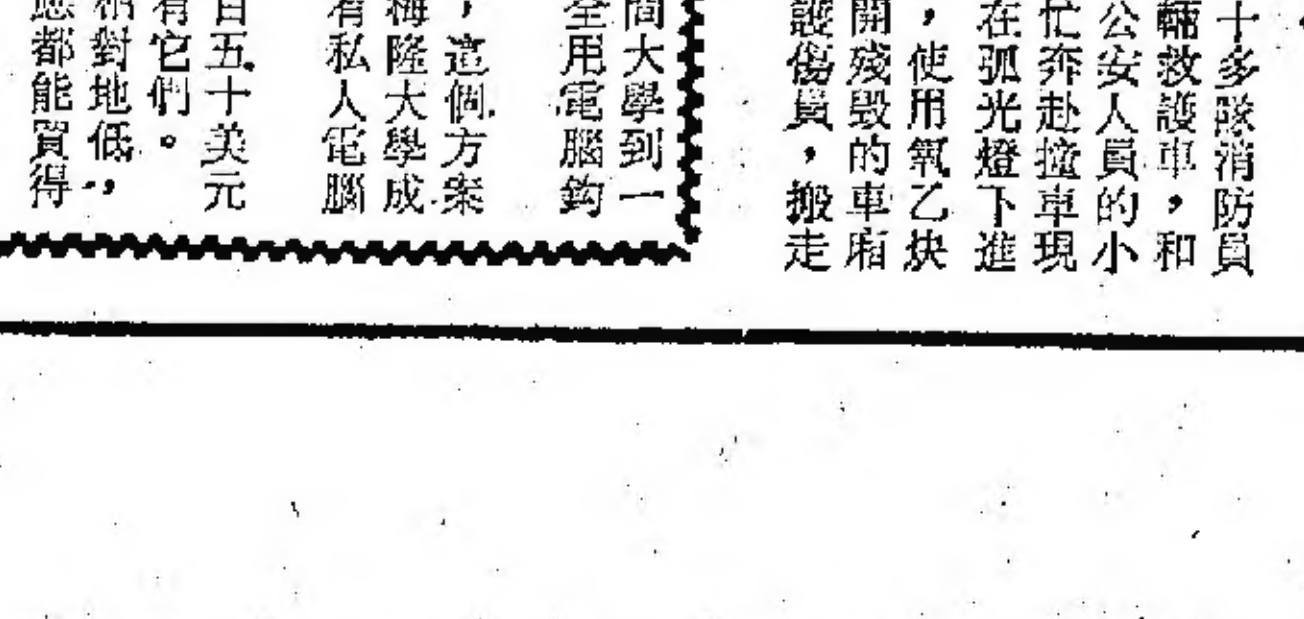 十多隊消防員
輛救護車，和
公安人員的小
忙奔赴撞車現
在弧光燈下進
，使用氧乙炔
開殘毀的車廂
護傷員，搬走
間大學到一
全用電腦鈎
，這個方案
梅隆大學成
有私人電腦
百五十美元
有它們。
相對地低，
您都能買得